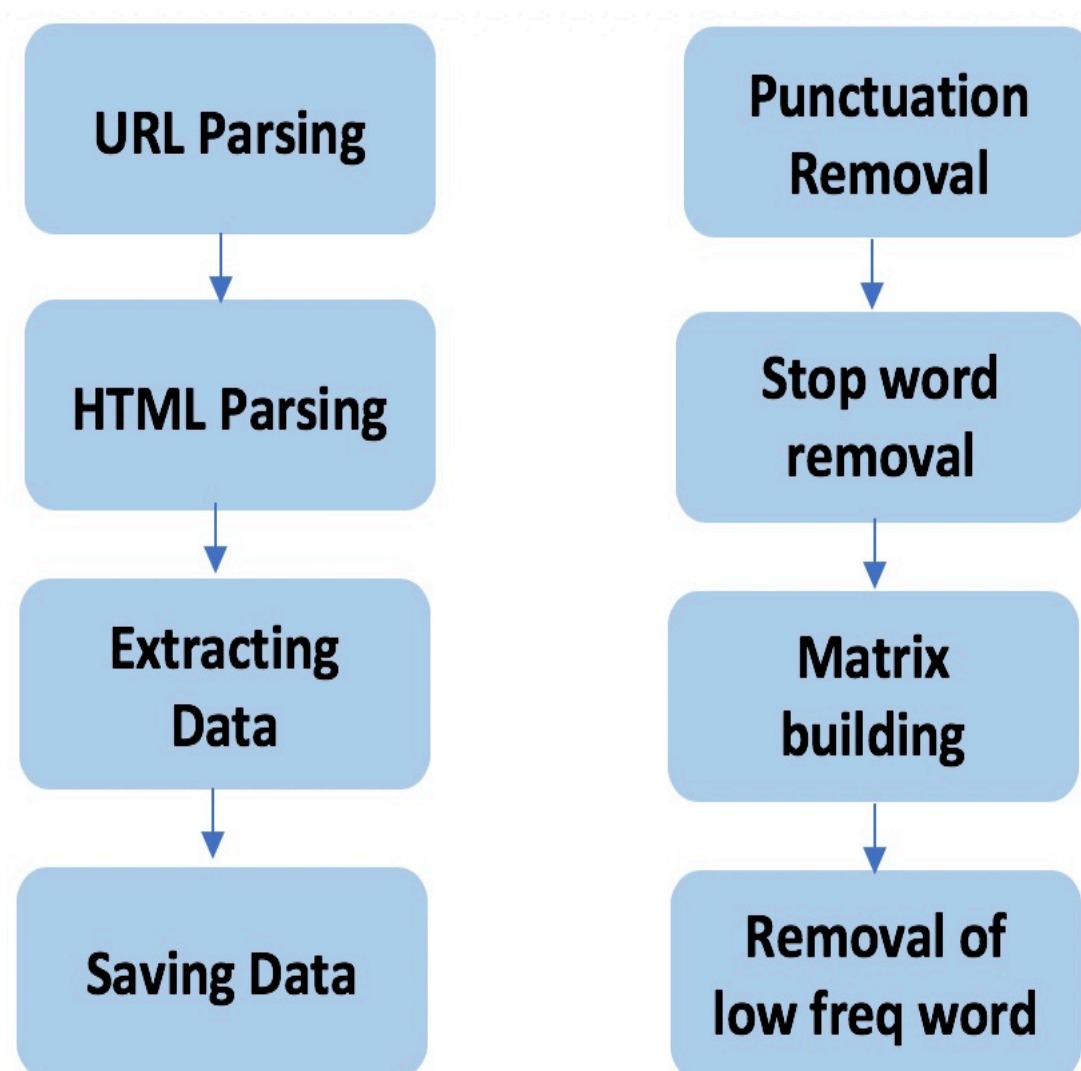 URL Parsing
HTML Parsing
Extracting
Data
Saving Data
Punctuation
Removal
Stop word
removal
Matrix
building
Removal of
low freq word